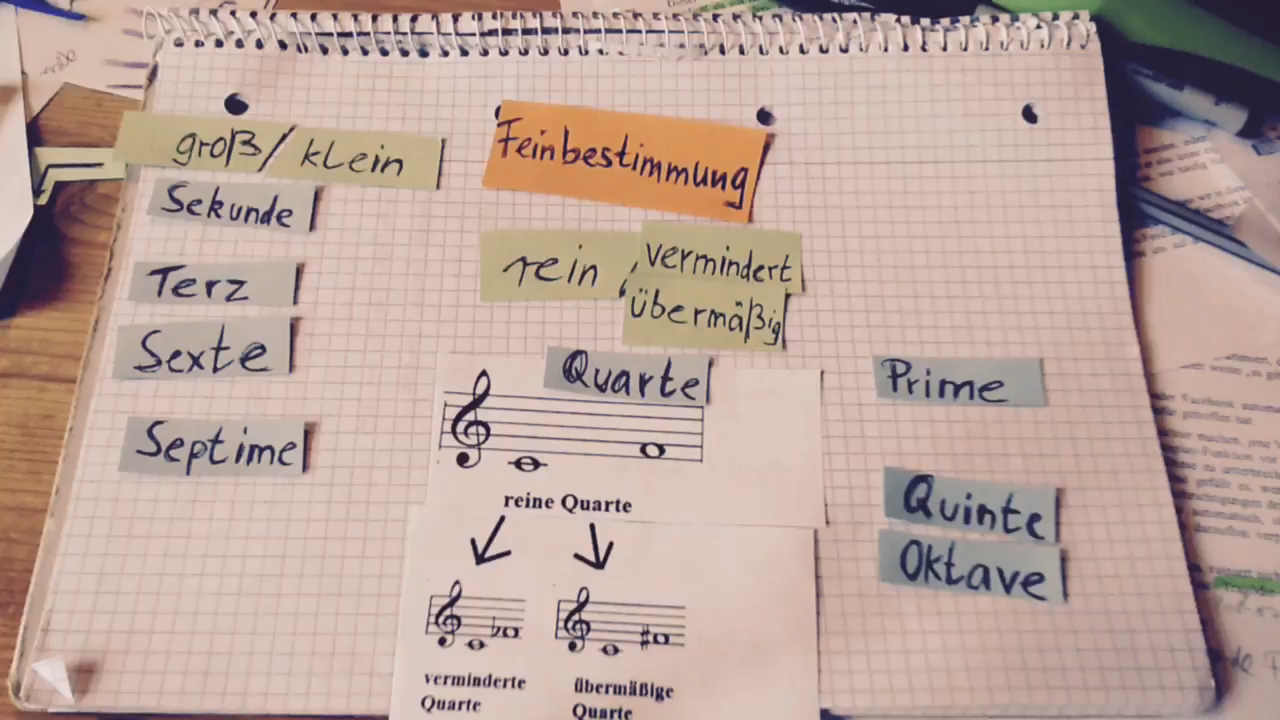 groß/klein
Feinbestimmung
Sekunde
rein,
vermindert
übermäßig
Terz
Sexte
Septime
Quarte
Prime
Quinte
Oktave
reine Quarte
verminderte
Quarte
übermäßige
Quarte